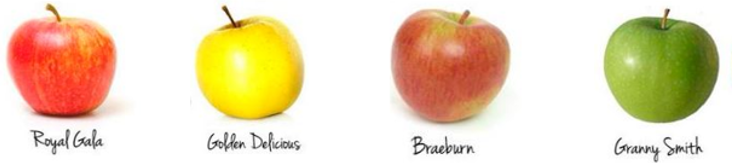 Royal Gala
Golden Delicious
Braeburn
Granny Smith